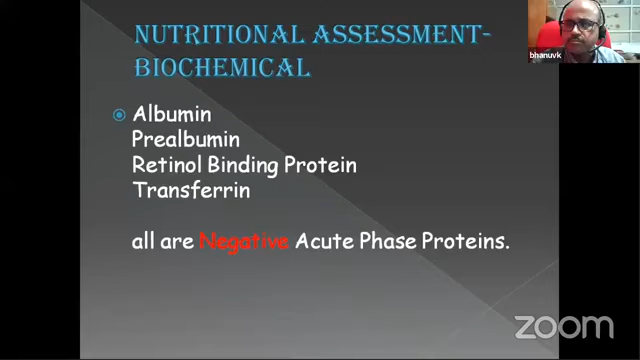 NUTRITIONAL ASSESSMENT-
BIOCHEMICAL
bhanuvk
Albumin
Prealbumin
Retinol Binding Protein
Transferrin
all are Negative Acute Phase Proteins.
zoom